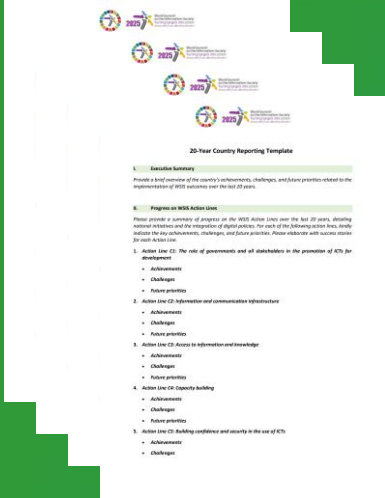 2025
2025
2025
2025
20-Year Country Reporting Template
I. Executive Summary
Provide a brief overview of the country's achievements, challenges, and future priorities related to the
implementation of WSIS outcomes over the last 20 years.
II. Progress on WSIS Action Lines
Please provide a summary of progress on the WSIS Action Lines over the last 20 years, detailing
national initiatives and the integration of digital policies. For each of the following action lines, kindly
indicate the key achievements, challenges, and future priorities. Please elaborate with success stories
for each Action Line.
1. Action Line C1: The role of governments and all stakeholders in the promotion of ICTs for
development
• Achievements
• Challenges
• Future priorities
2. Action Line C2: Information and communication infrastructure
• Achievements
• Challenges
• Future priorities
3. Action Line C3: Access to information and knowledge
• Achievements
• Challenges
• Future priorities
4. Action Line C4: Capacity building
• Achievements
• Challenges
• Future priorities
5. Action Line C5: Building confidence and security in the use of ICTs
• Achievements
• Challenges